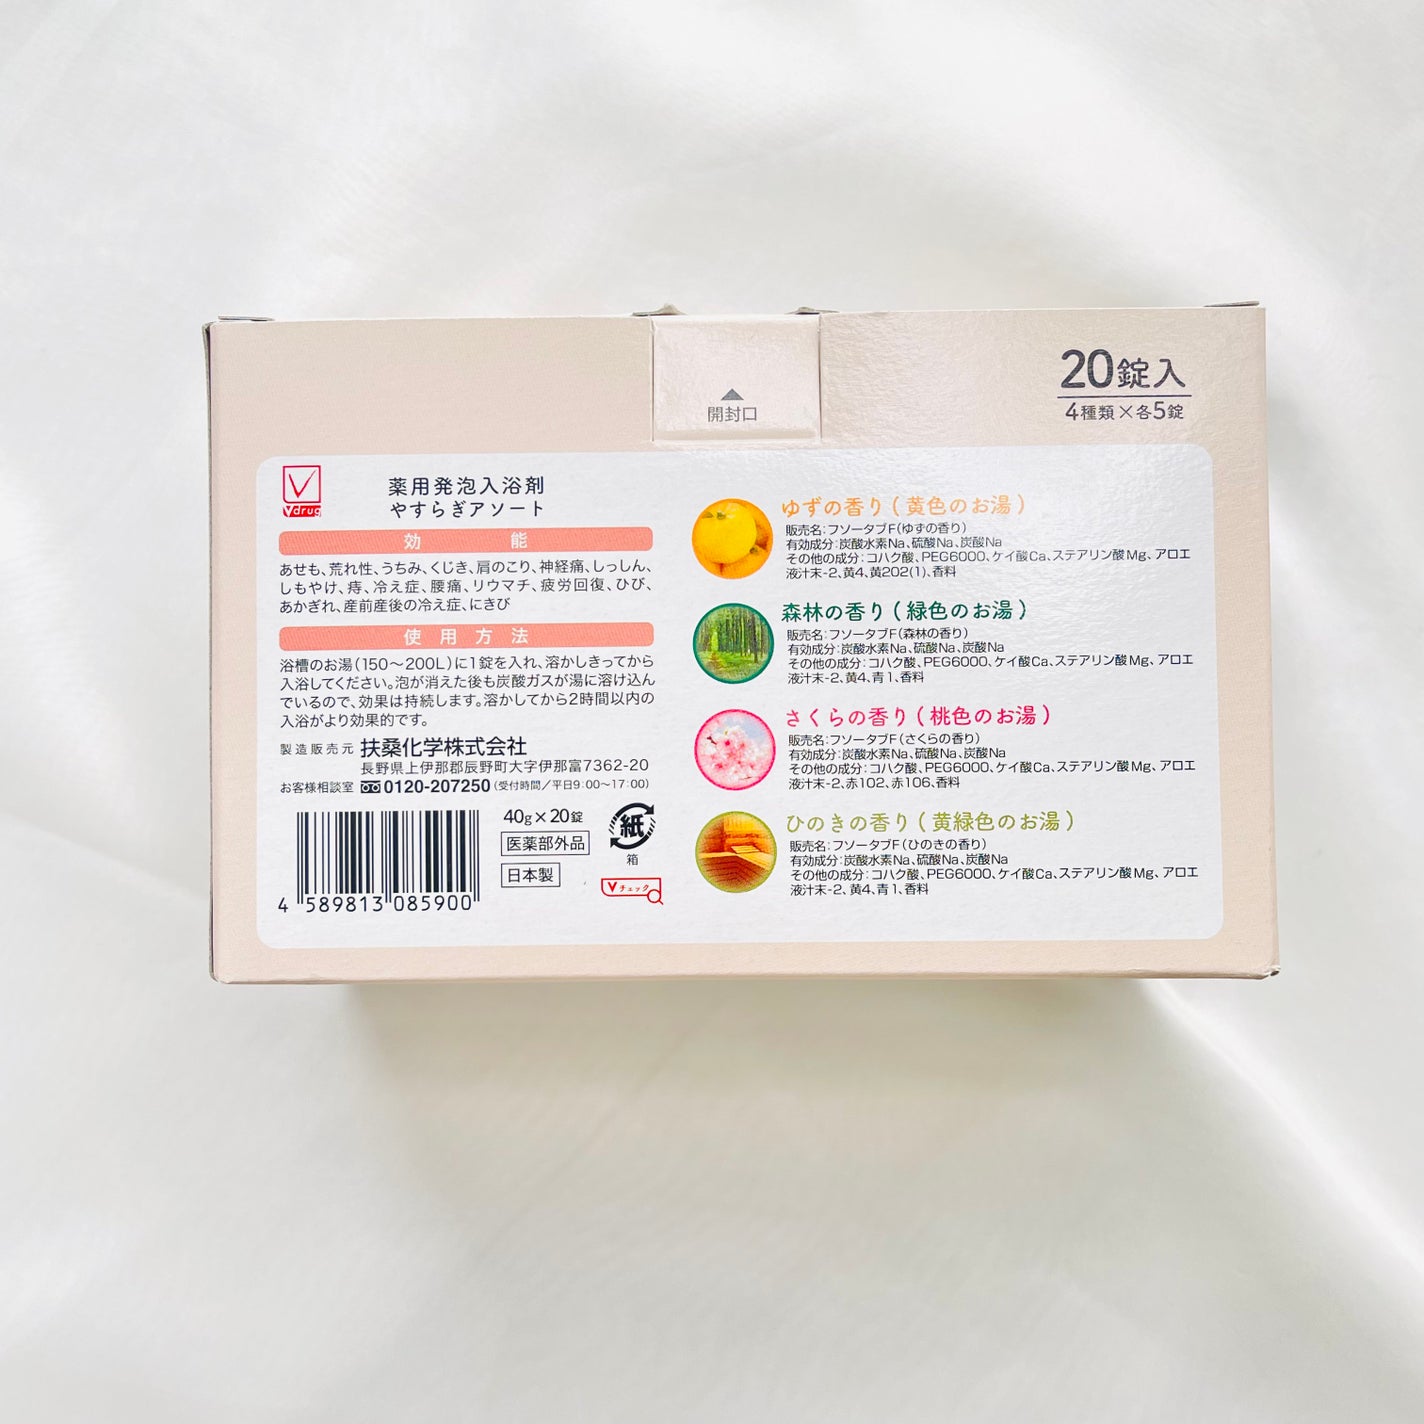 開封口
20錠入
4種類×各5錠
V
Vdrug
薬用発泡入浴剤
やすらぎアソート
効能
あせも、荒れ性、うちみ、くじき、肩のこり、神経痛、しっしん、
しもやけ、痔、冷え症、腰痛、リウマチ、疲労回復、ひび、
あかぎれ、産前産後の冷え症、にきび
使用方法
浴槽のお湯(150～200L)に1錠を入れ、溶かしきってから
入浴してください。泡が消えた後も炭酸ガスが湯に溶け込ん
でいるので、効果は持続します。溶かしてから2時間以内の
入浴がより効果的です。
製造販売元 扶桑化学株式会社
長野県上伊那郡辰野町大字伊那富7362-20
お客様相談室 0120-207250(受付時間／平日9:00～17:00)
4 589813 085900
40g×20錠
医薬部外品
日本製
紙
箱
Vチェック
ゆずの香り(黄色のお湯)
販売名:フソータブF(ゆずの香り)
有効成分:炭酸水素Na、硫酸Na、炭酸Na
その他の成分:コハク酸、PEG6000、ケイ酸Ca、ステアリン酸Mg、アロエ
液汁末-2、黄4、黄202(1)、香料
森林の香り(緑色のお湯)
販売名:フソータブF(森林の香り)
有効成分:炭酸水素Na、硫酸Na、炭酸Na
その他の成分:コハク酸、PEG6000、ケイ酸Ca、ステアリン酸Mg、アロエ
液汁末-2、黄4、青1、香料
さくらの香り(桃色のお湯)
販売名:フソータブF(さくらの香り)
有効成分:炭酸水素Na、硫酸Na、炭酸Na
その他の成分:コハク酸、PEG6000、ケイ酸Ca、ステアリン酸Mg、アロエ
液汁末-2、赤102、赤106、香料
ひのきの香り(黄緑色のお湯)
販売名:フソータブF(ひのきの香り)
有効成分:炭酸水素Na、硫酸Na、炭酸Na
その他の成分:コハク酸、PEG6000、ケイ酸Ca、ステアリン酸Mg、アロエ
液汁末-2、黄4、青1、香料